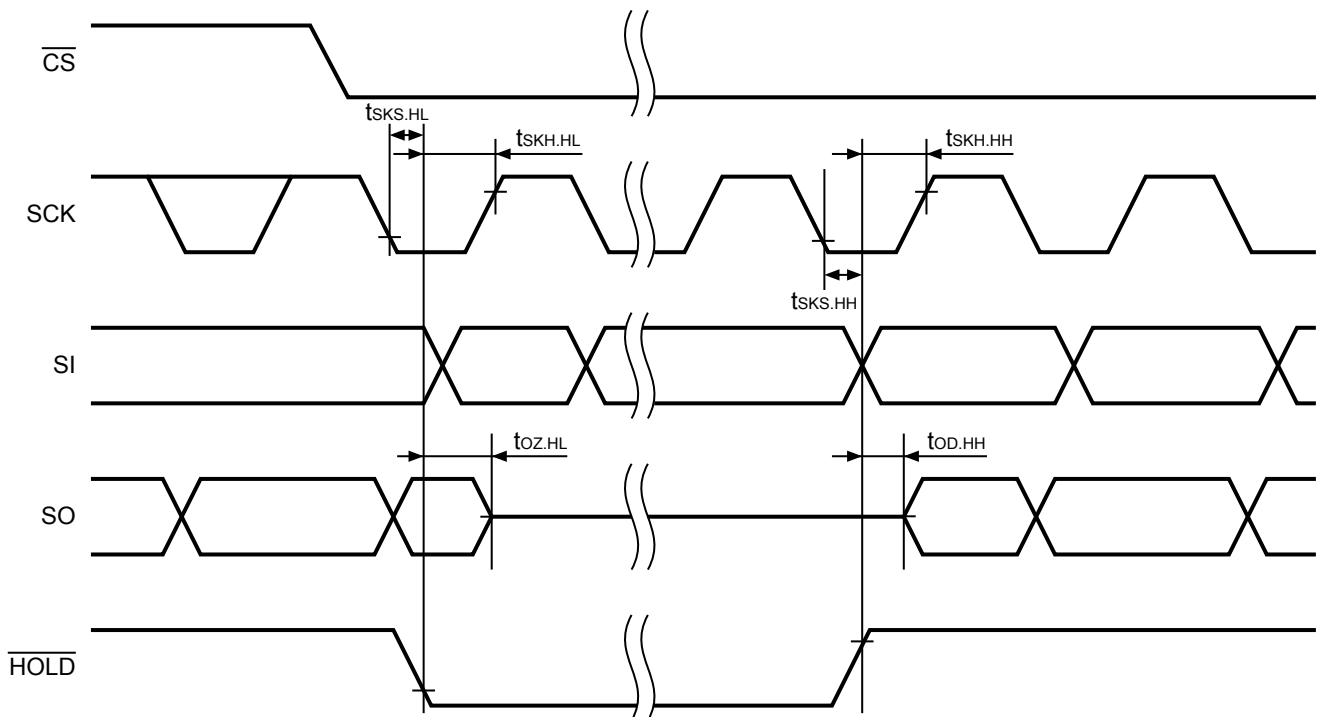 CS
tSKS.HL
tSKH.HL
tSKH.HH
SCK
tSKS.HH
SI
tOZ.HL
tOD.HH
SO
HOLD